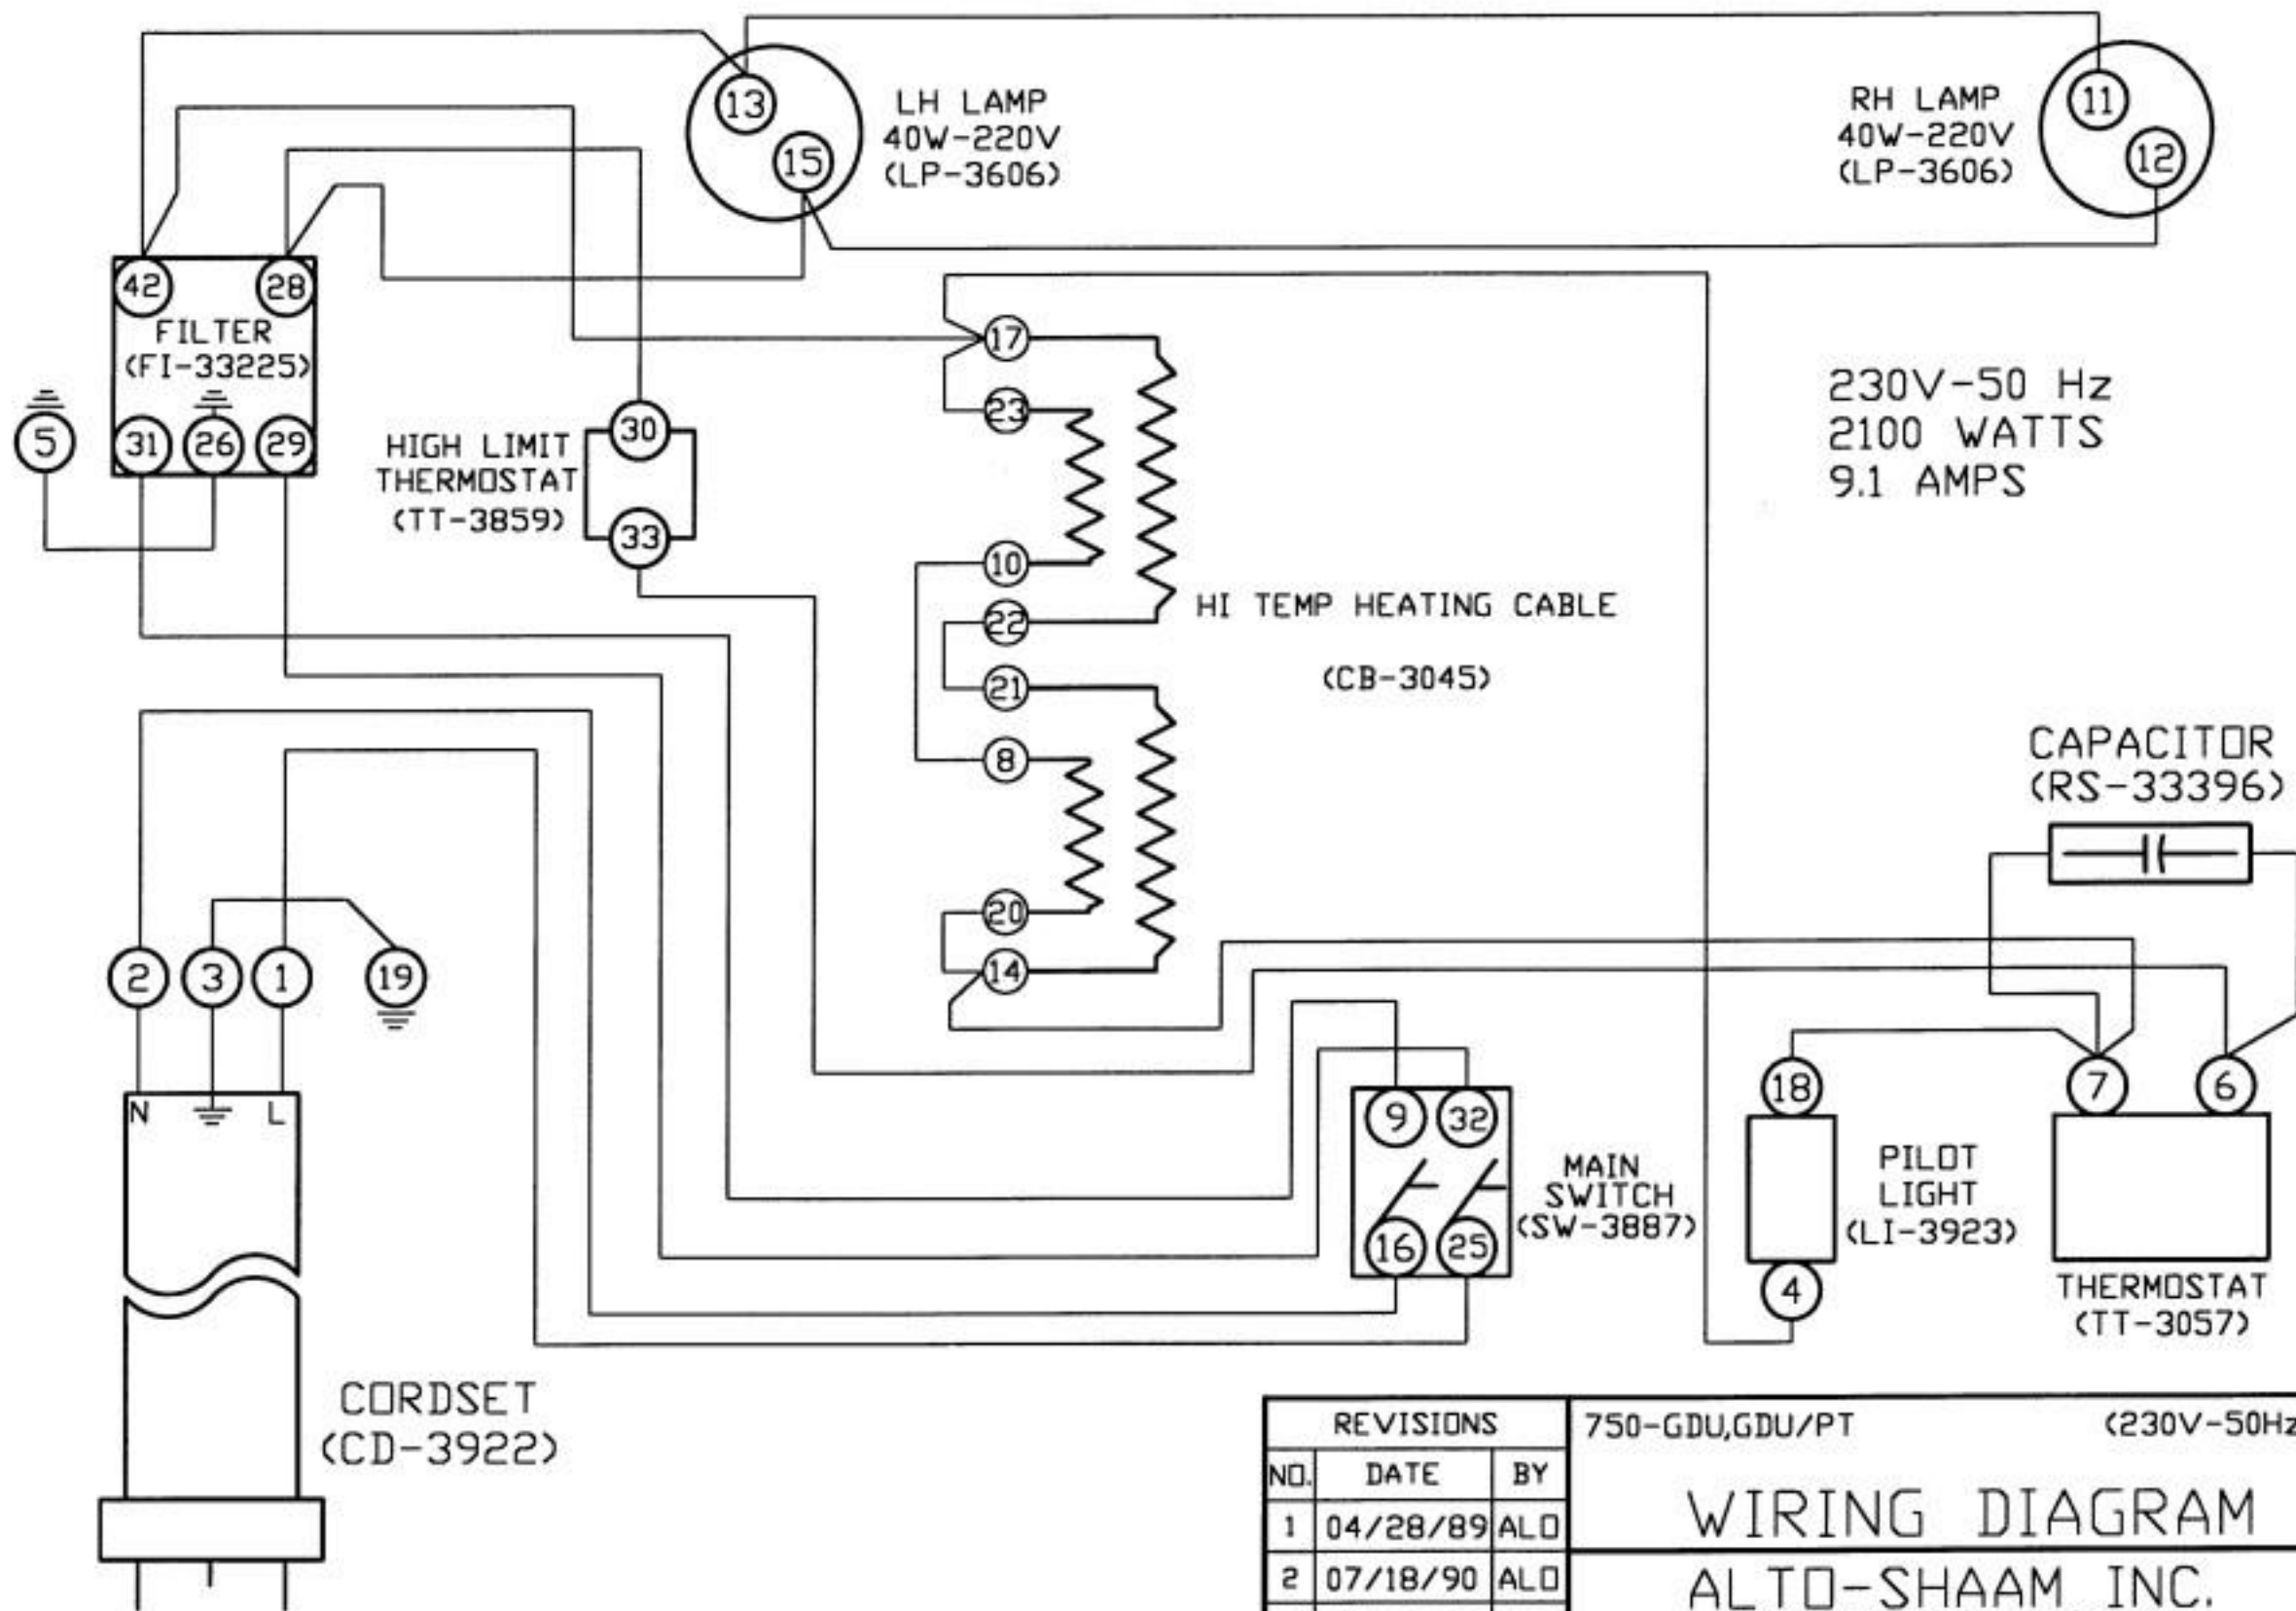 13
15
LH LAMP
40W-220V
(LP-3606)
RH LAMP
40W-220V
(LP-3606)
11
12
42
28
FILTER
(FI-33225)
5
31
26
29
HIGH LIMIT
THERMOSTAT
(TT-3859)
30
33
17
23
10
22
21
8
20
14
HI TEMP HEATING CABLE
(CB-3045)
230V-50 Hz
2100 WATTS
9.1 AMPS
CAPACITOR
(RS-33396)
2
3
1
19
N
L
CORDSET
(CD-3922)
9
32
16
25
MAIN
SWITCH
(SW-3887)
18
4
PILOT
LIGHT
(LI-3923)
7
6
THERMOSTAT
(TT-3057)
REVISIONS
NO. DATE BY
1 04/28/89 ALO
2 07/18/90 ALO
750-GDU,GDU/PT (230V-50Hz
WIRING DIAGRAM
ALTO-SHAAM INC.